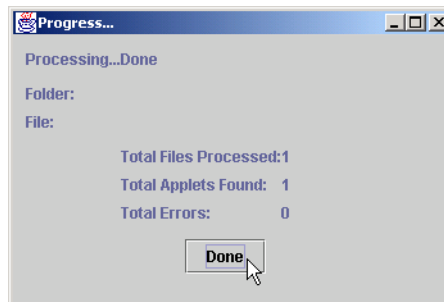 Progress...
Processing...Done
Folder:
File:
Total Files Processed:1
Total Applets Found: 1
Total Errors: 0
Done